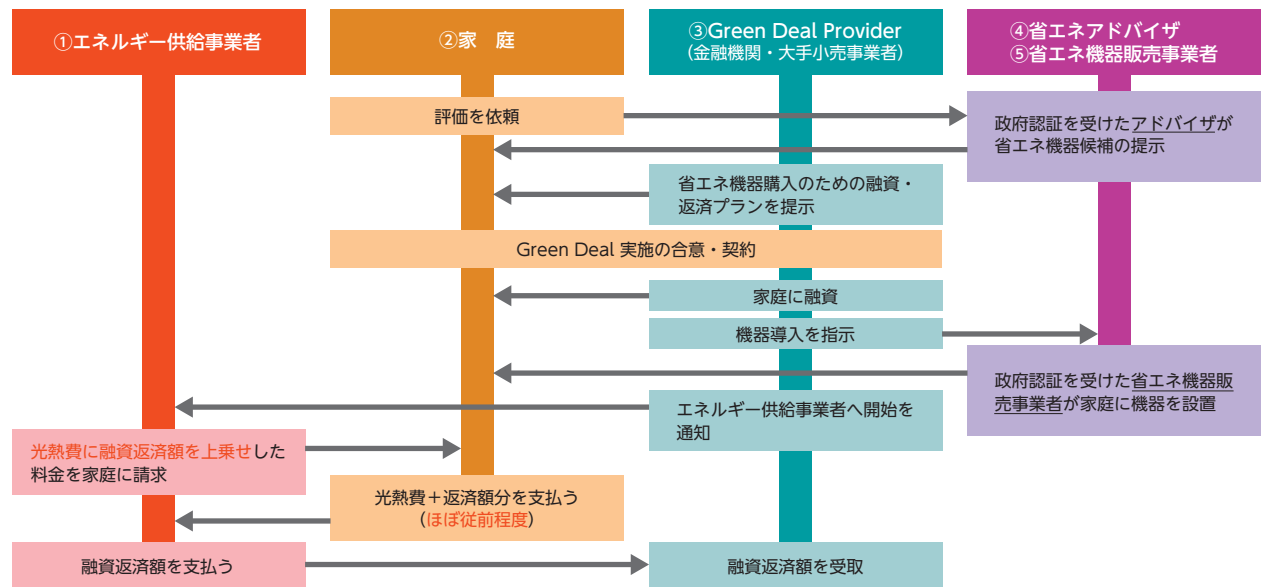 ①エネルギー供給事業者
②家　庭
③Green Deal Provider
（金融機関・大手小売事業者）
④省エネアドバイザ
⑤省エネ機器販売事業者
評価を依頼
政府認証を受けたアドバイザが
省エネ機器候補の提示
省エネ機器購入のための融資・
返済プランを提示
Green Deal 実施の合意・契約
家庭に融資
機器導入を指示
政府認証を受けた省エネ機器販
売事業者が家庭に機器を設置
エネルギー供給事業者へ開始を
通知
光熱費に融資返済額を上乗せした
料金を家庭に請求
光熱費＋返済額分を支払う
（ほぼ従前程度）
融資返済額を支払う
融資返済額を受取